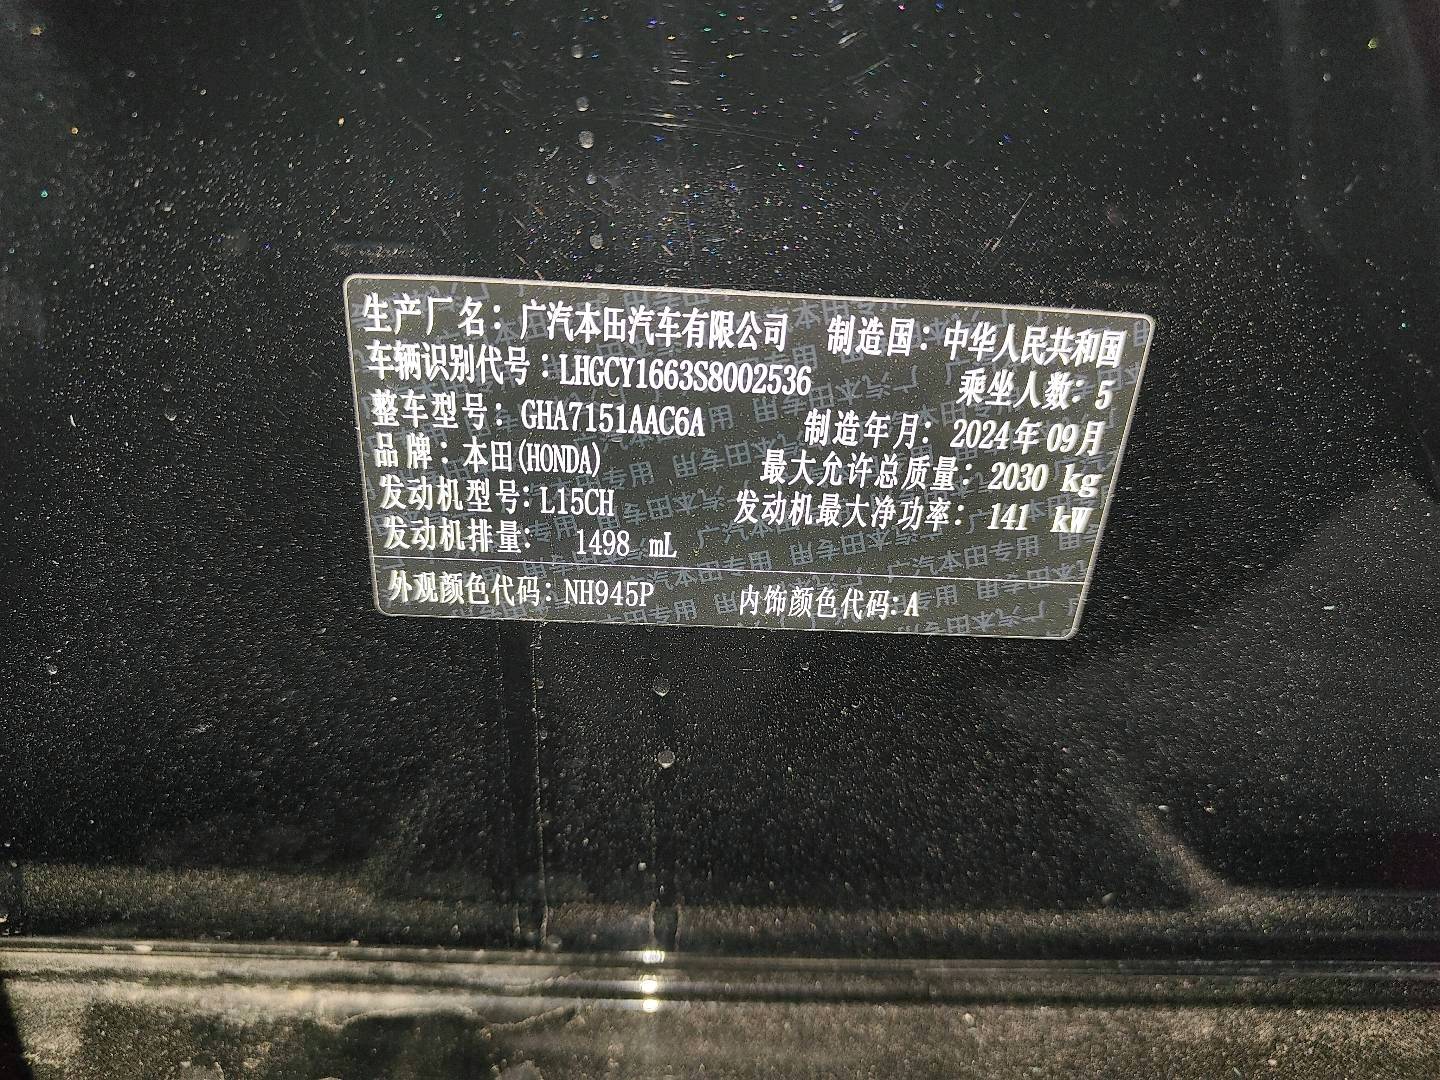 生产厂名：广汽本田汽车有限公司 制造国：中华人民共和国
车辆识别代号：LHGCY1663S8002536 乘坐人数：5
整车型号：GHA7151AAC6A 制造年月：2024年09月
品牌：本田(HONDA) 最大允许总质量：2030 kg
发动机型号：L15CH 发动机最大净功率：141 kW
发动机排量： 1498 mL
外观颜色代码：NH945P 内饰颜色代码：A